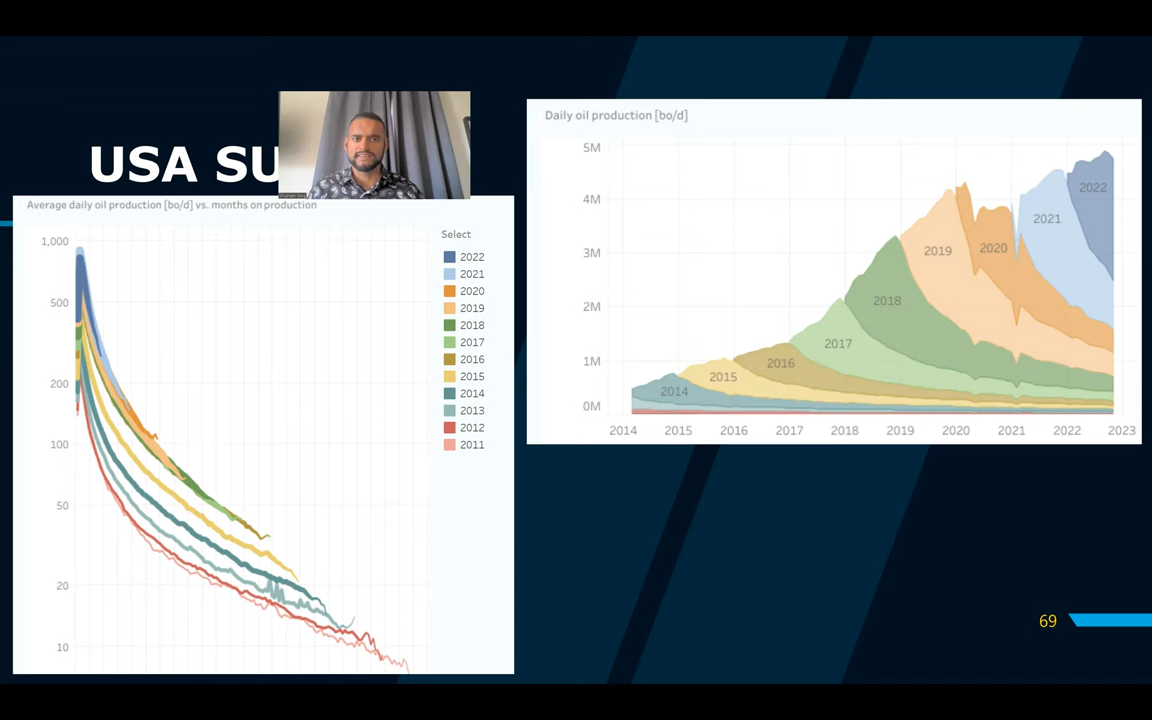 USA SU
Average daily oil production [bo/d] vs. months on production
1,000
500
200
100
50
20
10
Select
2022
2021
2020
2019
2018
2017
2016
2015
2014
2013
2012
2011
Daily oil production [bo/d]
5M
4M
3M
2M
1M
0M
2014
2015
2016
2017
2018
2019
2020
2021
2022
2014 2015 2016 2017 2018 2019 2020 2021 2022 2023
69